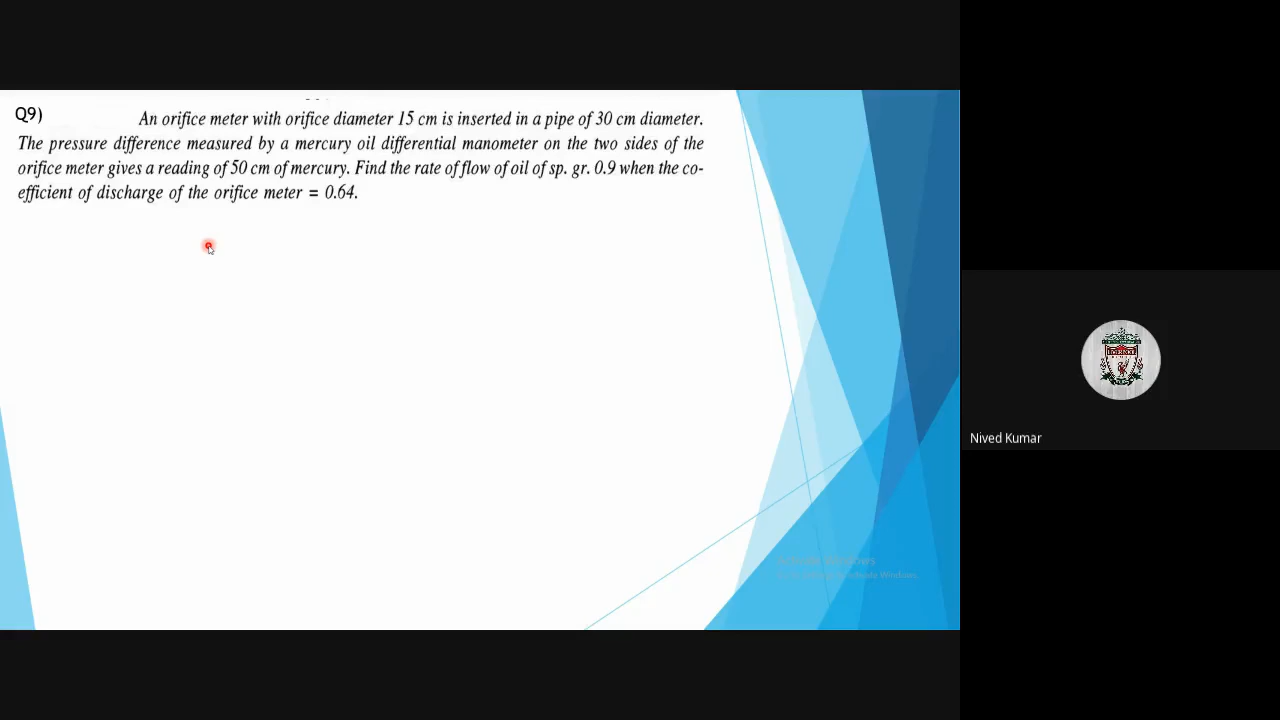 Q9)
An orifice meter with orifice diameter 15 cm is inserted in a pipe of 30 cm diameter.
The pressure difference measured by a mercury oil differential manometer on the two sides of the
orifice meter gives a reading of 50 cm of mercury. Find the rate of flow of oil of sp. gr. 0.9 when the co-
efficient of discharge of the orifice meter = 0.64.
Nived Kumar
Windows.